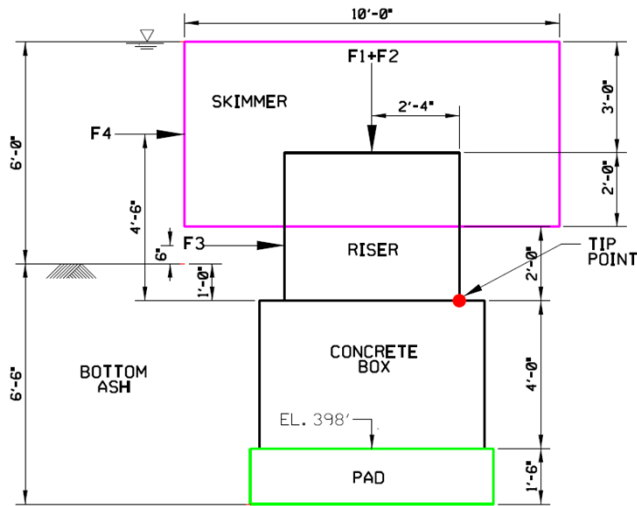 10'-0"
F1+F2
SKIMMER
2'-4"
3'-0"
6'-0"
F4
4'-6"
2'-0"
6"
F3
RISER
TIP
POINT
1'-0"
2'-0"
BOTTOM
ASH
CONCRETE
BOX
4'-0"
6'-6"
EL. 398'
PAD
1'-6"